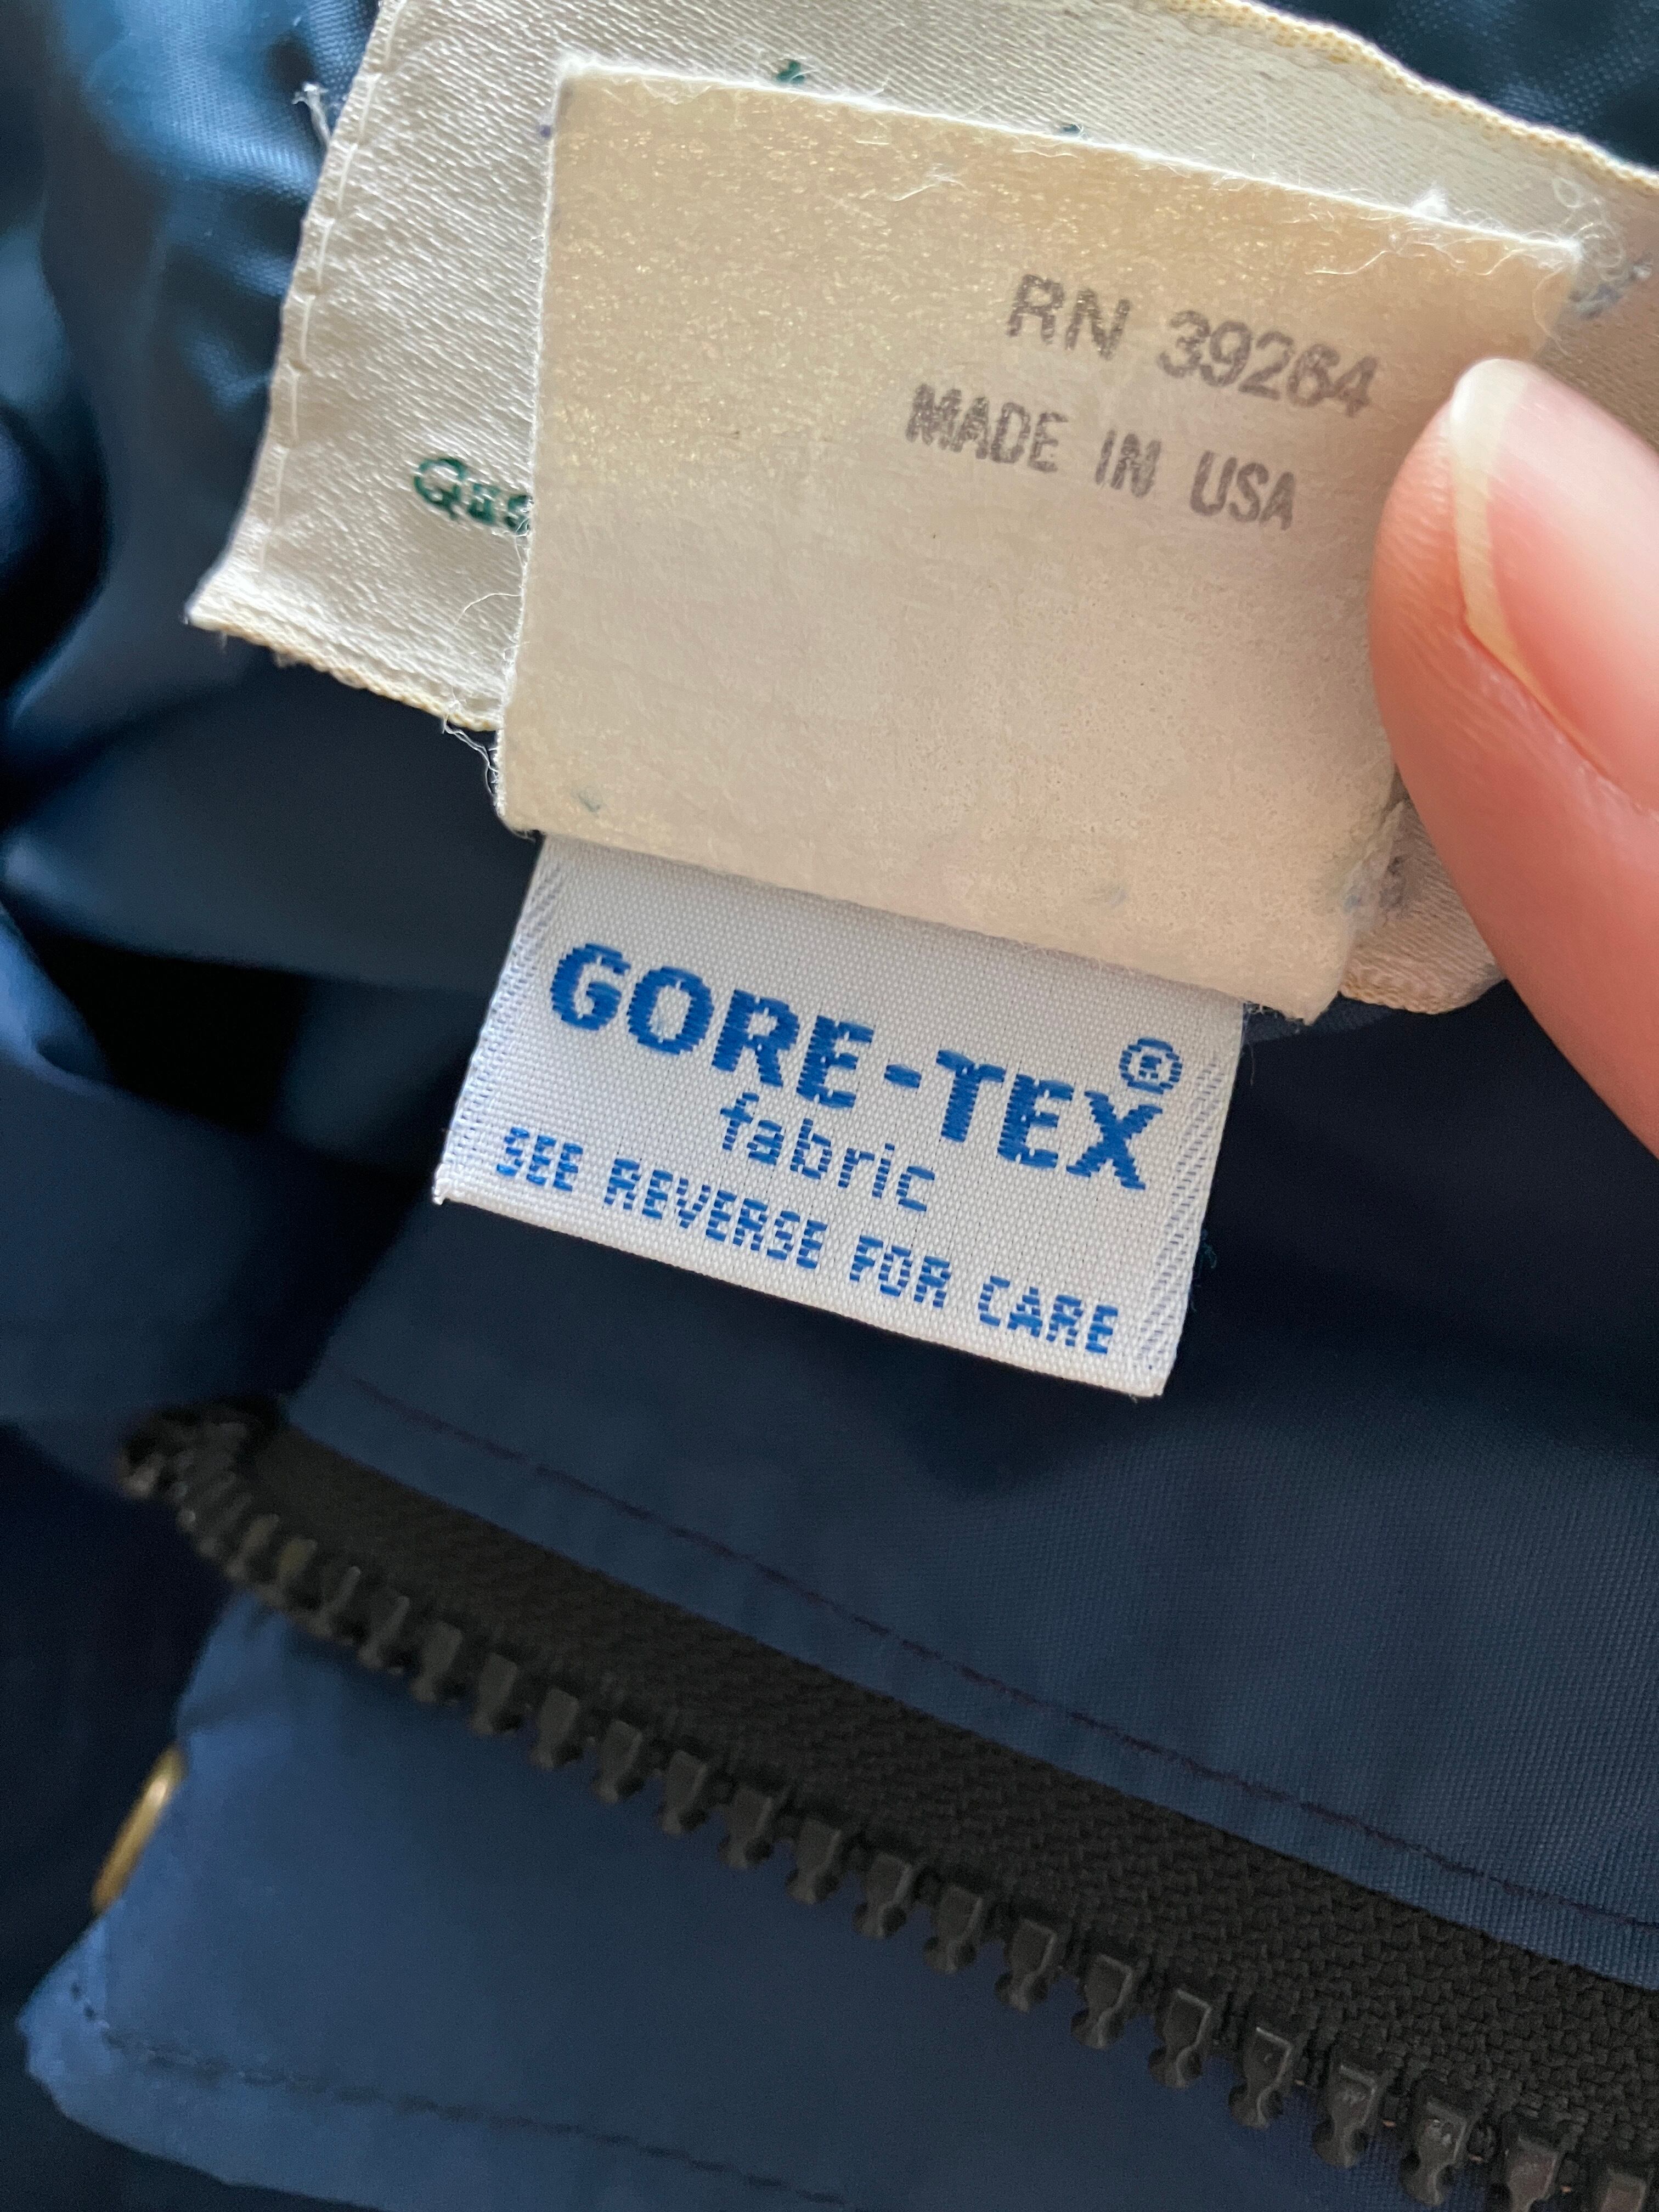 RN 39264
MADE IN USA
GORE-TEX®
fabric
SEE REVERSE FOR CARE